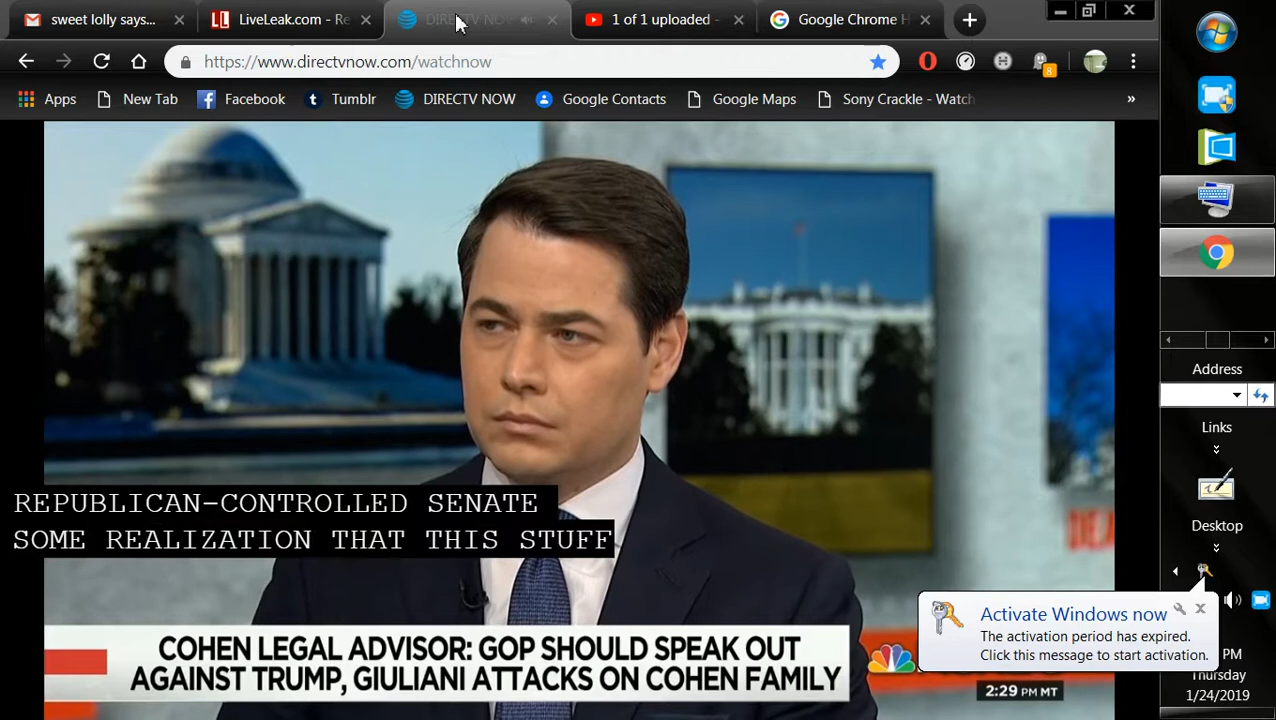 sweet lolly says...
LiveLeak.com - Re
DIRECTV NO
1 of 1 uploaded -
Google Chrome H
https://www.directvnow.com/watchnow
8
Apps
New Tab
Facebook
Tumblr
DIRECTV NOW
Google Contacts
Google Maps
Sony Crackle - Watch
»
REPUBLICAN-CONTROLLED SENATE
SOME REALIZATION THAT THIS STUFF
COHEN LEGAL ADVISOR: GOP SHOULD SPEAK OUT
AGAINST TRUMP, GIULIANI ATTACKS ON COHEN FAMILY
2:29 PM MT
Address
Links
Desktop
Activate Windows now
The activation period has expired.
Click this message to start activation.
PM
Thursday
1/24/2019